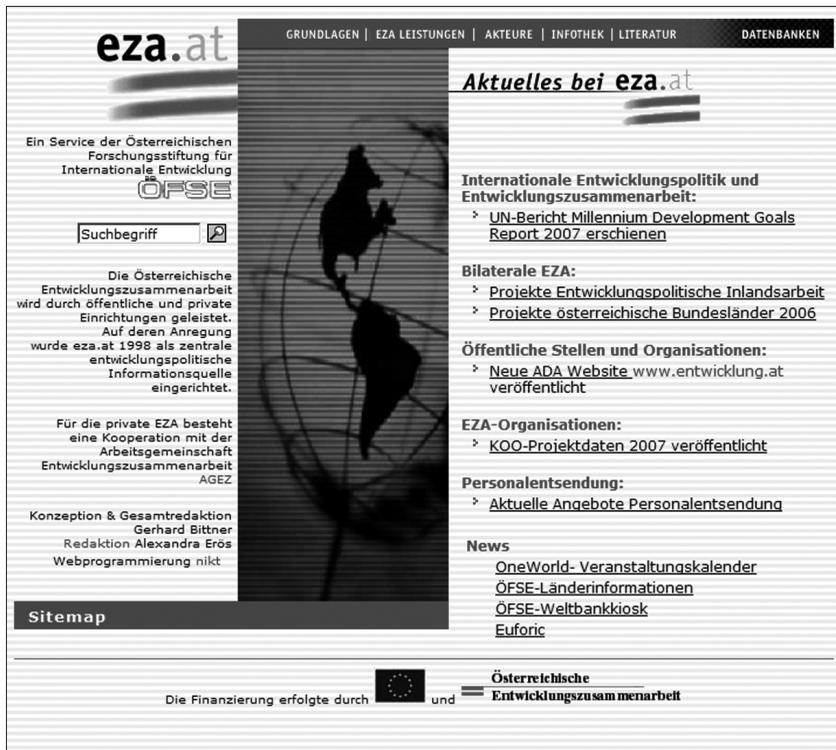 eza.at
GRUNDLAGEN | EZA LEISTUNGEN | AKTEURE | INFOTHEK | LITERATUR
DATENBANKEN
Ein Service der Österreichischen
Forschungsstiftung für
Internationale Entwicklung
ÖFSE
Suchbegriff
Die Österreichische
Entwicklungszusammenarbeit
wird durch öffentliche und private
Einrichtungen geleistet.
Auf deren Anregung
wurde eza.at 1998 als zentrale
entwicklungspolitische
Informationsquelle
eingerichtet.
Für die private EZA besteht
eine Kooperation mit der
Arbeitsgemeinschaft
Entwicklungszusammenarbeit
AGEZ
Konzeption & Gesamtredaktion
Gerhard Bittner
Redaktion Alexandra Erös
Webprogrammierung nikt
Sitemap
Aktuelles bei eza.at
Internationale Entwicklungspolitik und
Entwicklungszusammenarbeit:
UN-Bericht Millennium Development Goals
Report 2007 erschienen
Bilaterale EZA:
Projekte Entwicklungspolitische Inlandsarbeit
Projekte österreichische Bundesländer 2006
Öffentliche Stellen und Organisationen:
Neue ADA Website www.entwicklung.at
veröffentlicht
EZA-Organisationen:
KOO-Projektdaten 2007 veröffentlicht
Personalentsendung:
Aktuelle Angebote Personalentsendung
News
OneWorld- Veranstaltungskalender
ÖFSE-Länderinformationen
ÖFSE-Weltbankkiosk
Euforic
Die Finanzierung erfolgte durch und
Österreichische
Entwicklungszusammenarbeit